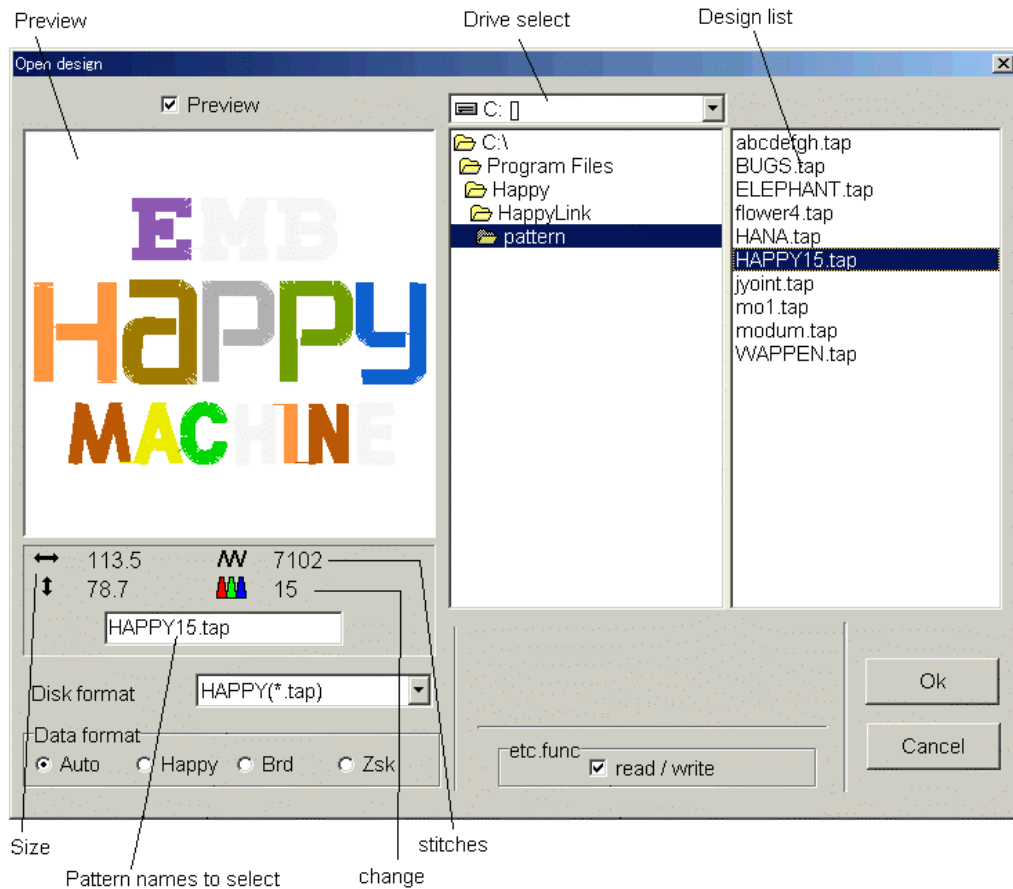 Preview
Drive select
Design list
Open design
Preview
C: []
C:\
Program Files
Happy
HappyLink
pattern
abcdefgh.tap
BUGS.tap
ELEPHANT.tap
flower4.tap
HANA.tap
HAPPY15.tap
jyoint.tap
mo1.tap
modum.tap
WAPPEN.tap
EMB
Happy
MACHINE
113.5
7102
78.7
15
HAPPY15.tap
Disk format
HAPPY(*.tap)
Data format
Auto
Happy
Brd
Zsk
etc.func
read / write
Ok
Cancel
Size
stitches
Pattern names to select
change